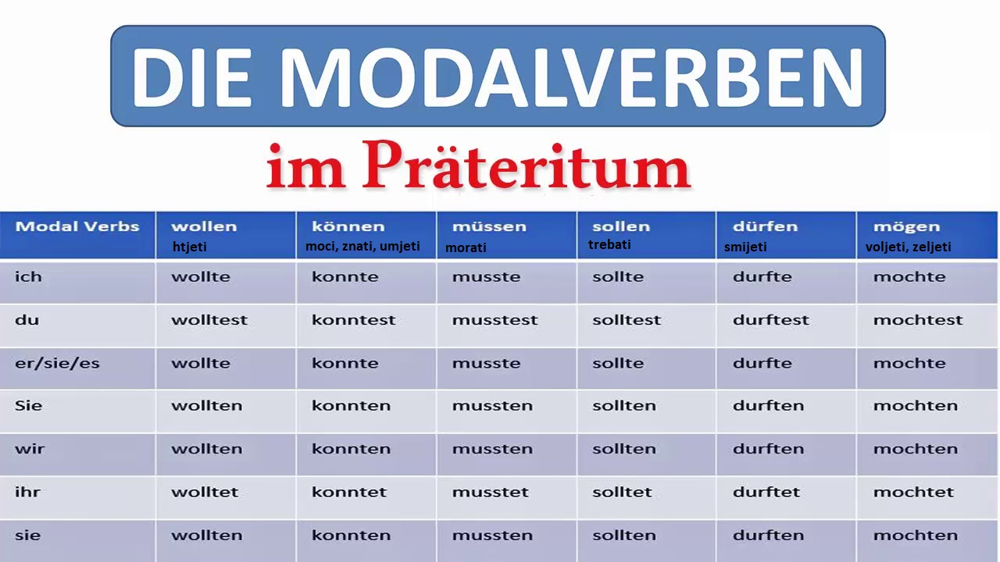 DIE MODALVERBEN
im Präteritum
Modal Verbs wollen können müssen sollen dürfen mögen
htjeti moci, znati, umjeti morati trebati smijeti voljeti, zeljeti
ich wollte konnte musste sollte durfte mochte
du wolltest konntest musstest solltest durftest mochtest
er/sie/es wollte konnte musste sollte durfte mochte
Sie wollten konnten mussten sollten durften mochten
wir wollten konnten mussten sollten durften mochten
ihr wolltet konntet musstet solltet durftet mochtet
sie wollten konnten mussten sollten durften mochten